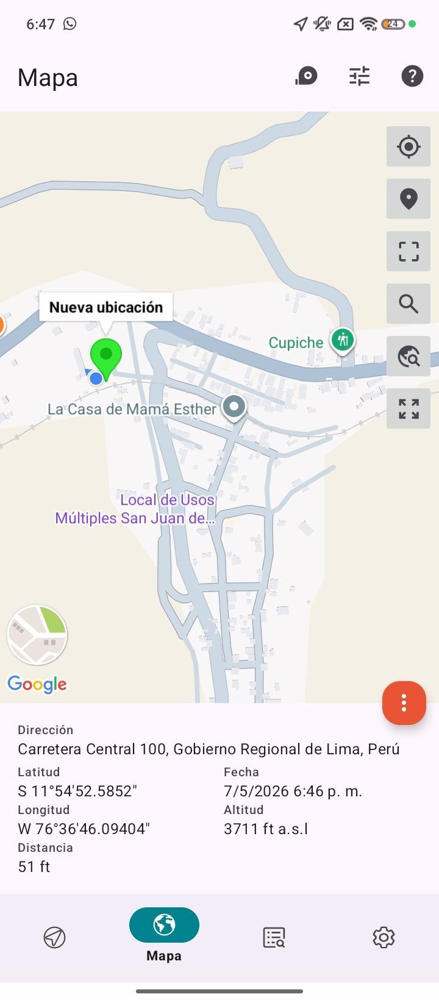 6:47
24
Mapa
Nueva ubicación
Cupiche
La Casa de Mamá Esther
Local de Usos
Múltiples San Juan de...
Google
Dirección
Carretera Central 100, Gobierno Regional de Lima, Perú
Latitud
Fecha
S 11°54'52.5852"
7/5/2026 6:46 p. m.
Longitud
Altitud
W 76°36'46.09404"
3711 ft a.s.l
Distancia
51 ft
Mapa